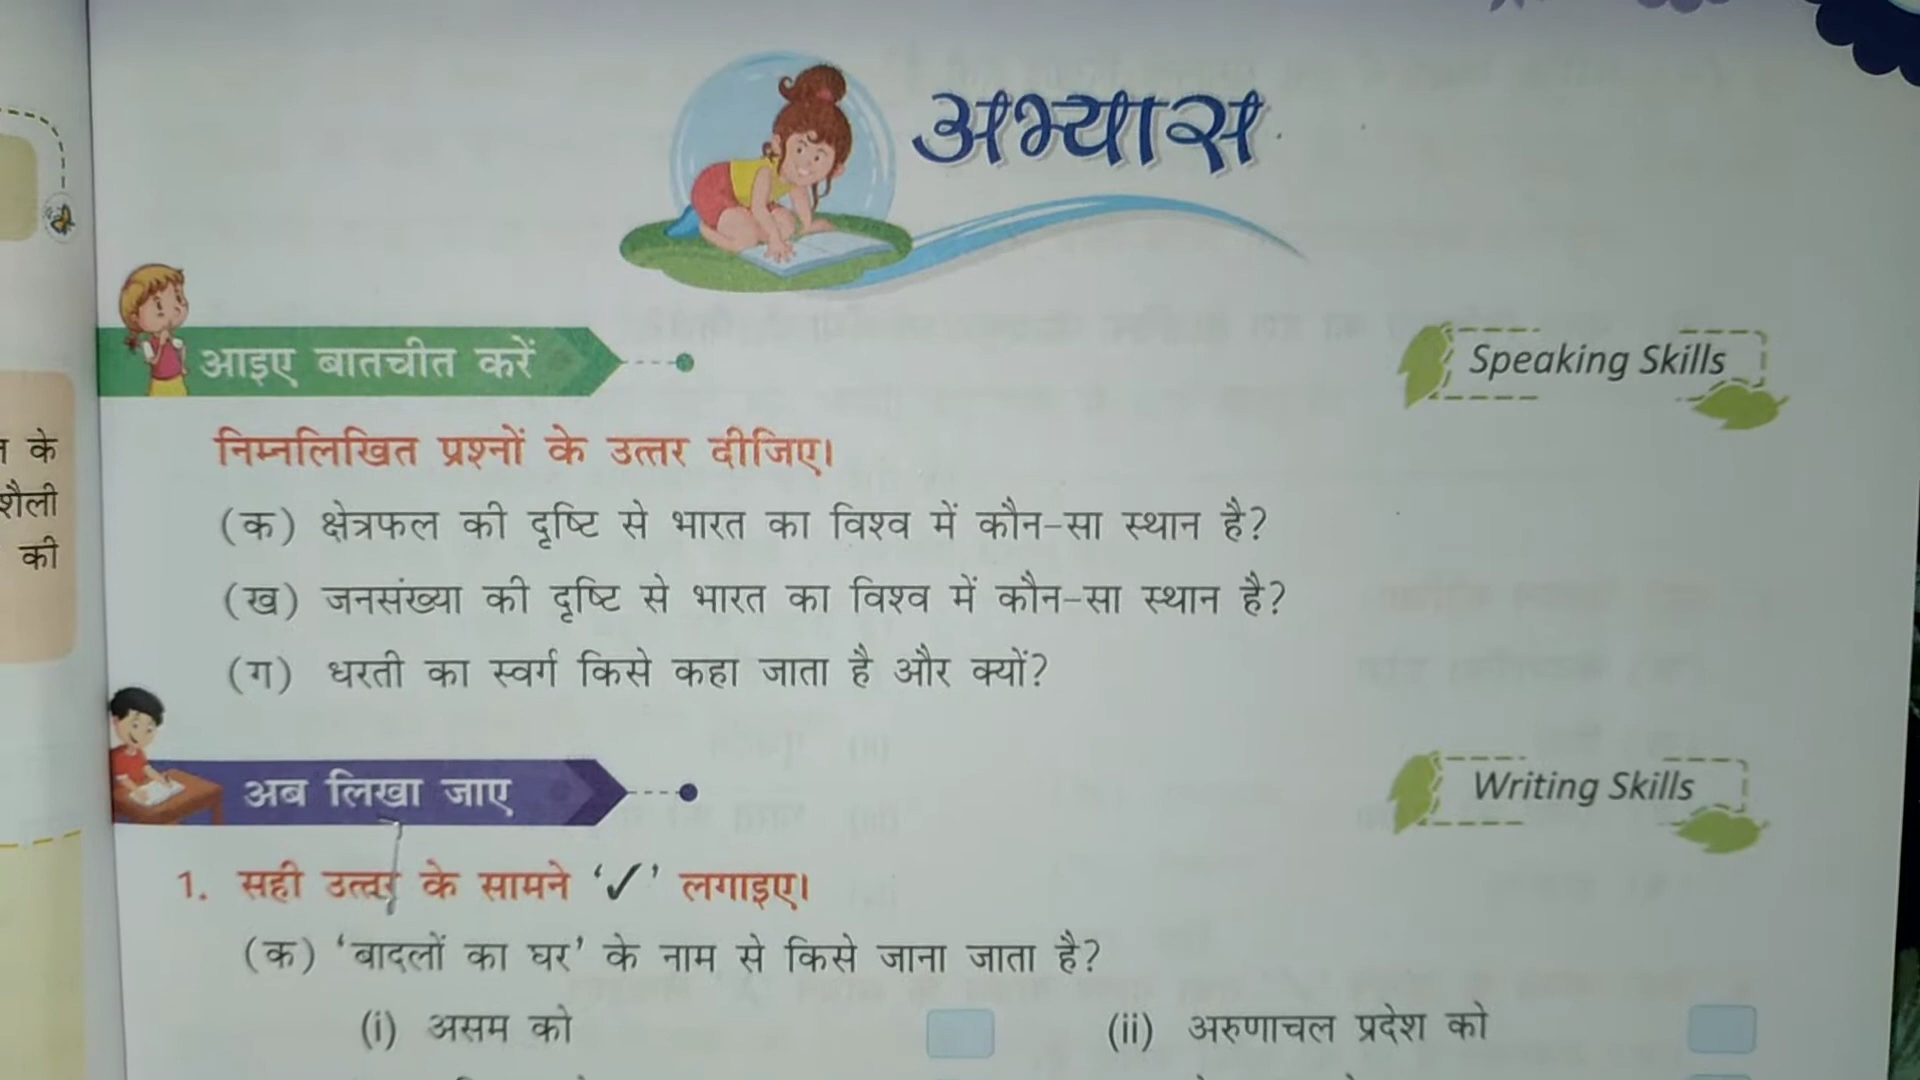 अभ्यास
आइए बातचीत करें
Speaking Skills
निम्नलिखित प्रश्नों के उत्तर दीजिए।
(क) क्षेत्रफल की दृष्टि से भारत का विश्व में कौन-सा स्थान है?
(ख) जनसंख्या की दृष्टि से भारत का विश्व में कौन-सा स्थान है?
(ग) धरती का स्वर्ग किसे कहा जाता है और क्यों?
अब लिखा जाए
Writing Skills
1. सही उत्तर के सामने ‘✓’ लगाइए।
(क) ‘बादलों का घर’ के नाम से किसे जाना जाता है?
(i) असम को (ii) अरुणाचल प्रदेश को
के
शैली
की